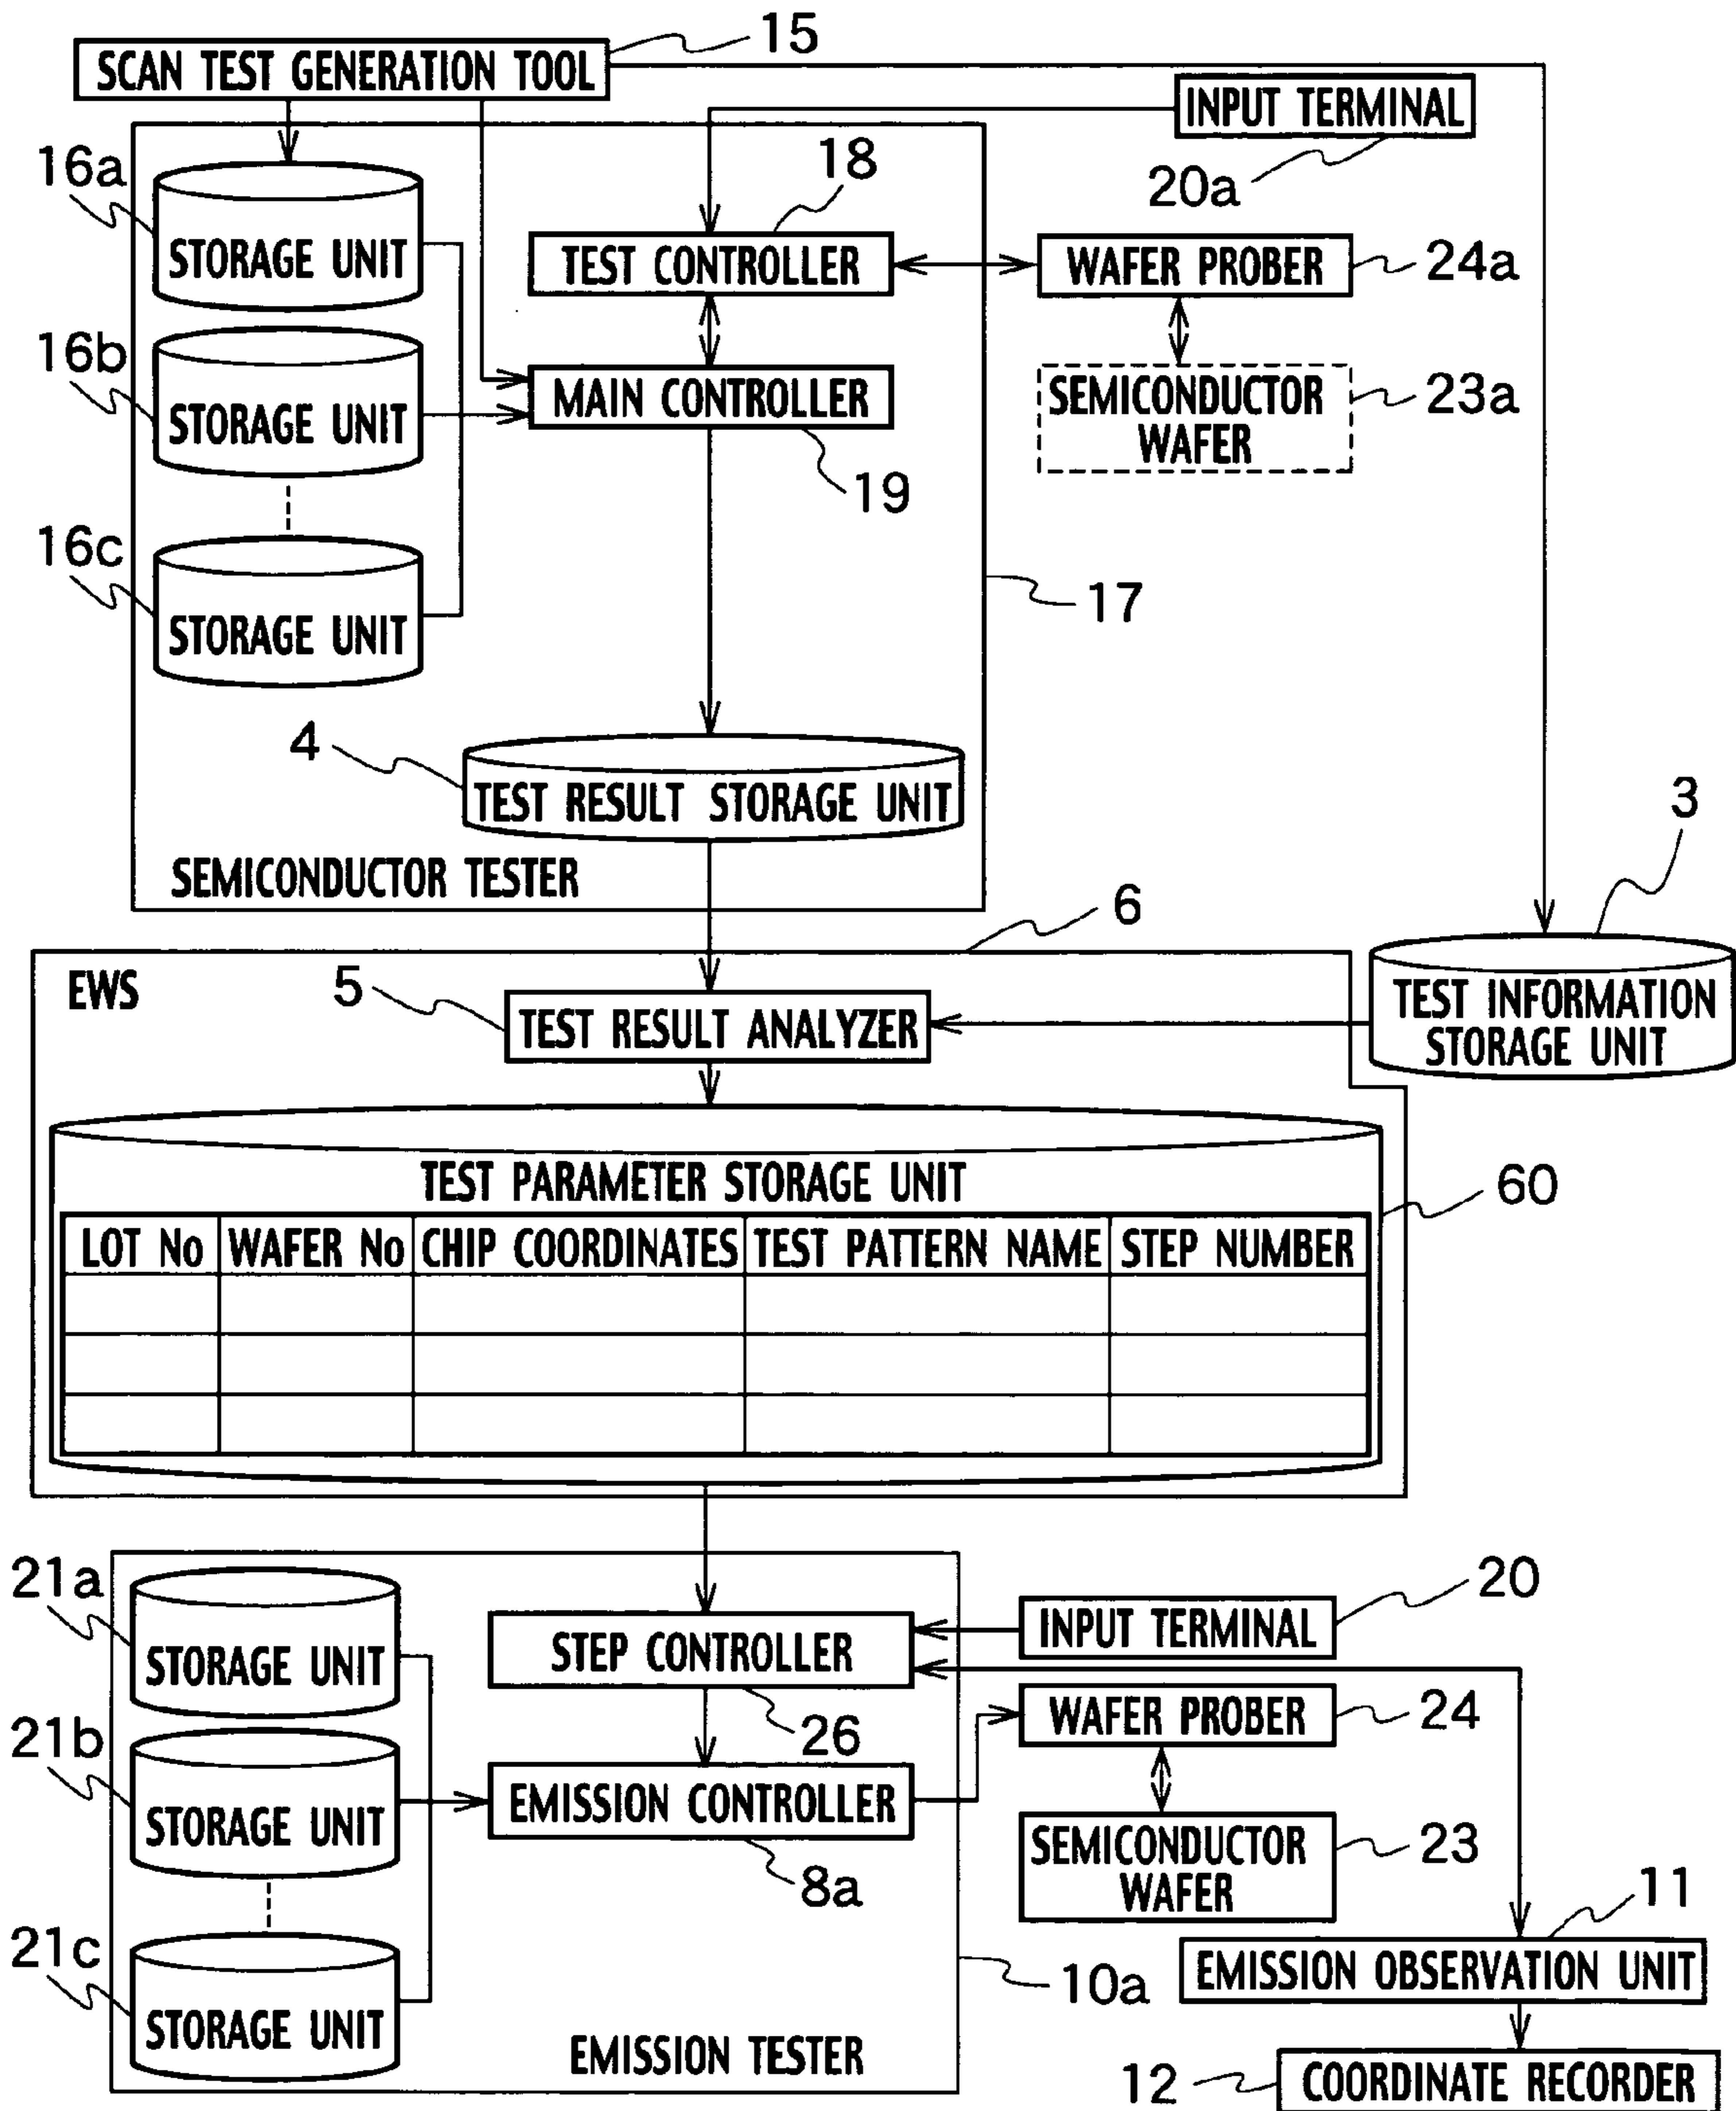 15
SCAN TEST GENERATION TOOL
INPUT TERMINAL
20a
16a
STORAGE UNIT
18
TEST CONTROLLER
WAFER PROBER
24a
16b
STORAGE UNIT
MAIN CONTROLLER
19
SEMICONDUCTOR
WAFER
23a
16c
STORAGE UNIT
17
4
TEST RESULT STORAGE UNIT
SEMICONDUCTOR TESTER
3
TEST INFORMATION
STORAGE UNIT
6
EWS
5
TEST RESULT ANALYZER
TEST PARAMETER STORAGE UNIT
60
LOT No WAFER No CHIP COORDINATES TEST PATTERN NAME STEP NUMBER
21a
STORAGE UNIT
STEP CONTROLLER
26
INPUT TERMINAL
20
WAFER PROBER
24
21b
STORAGE UNIT
EMISSION CONTROLLER
8a
SEMICONDUCTOR
WAFER
23
21c
STORAGE UNIT
10a
EMISSION TESTER
11
EMISSION OBSERVATION UNIT
12
COORDINATE RECORDER